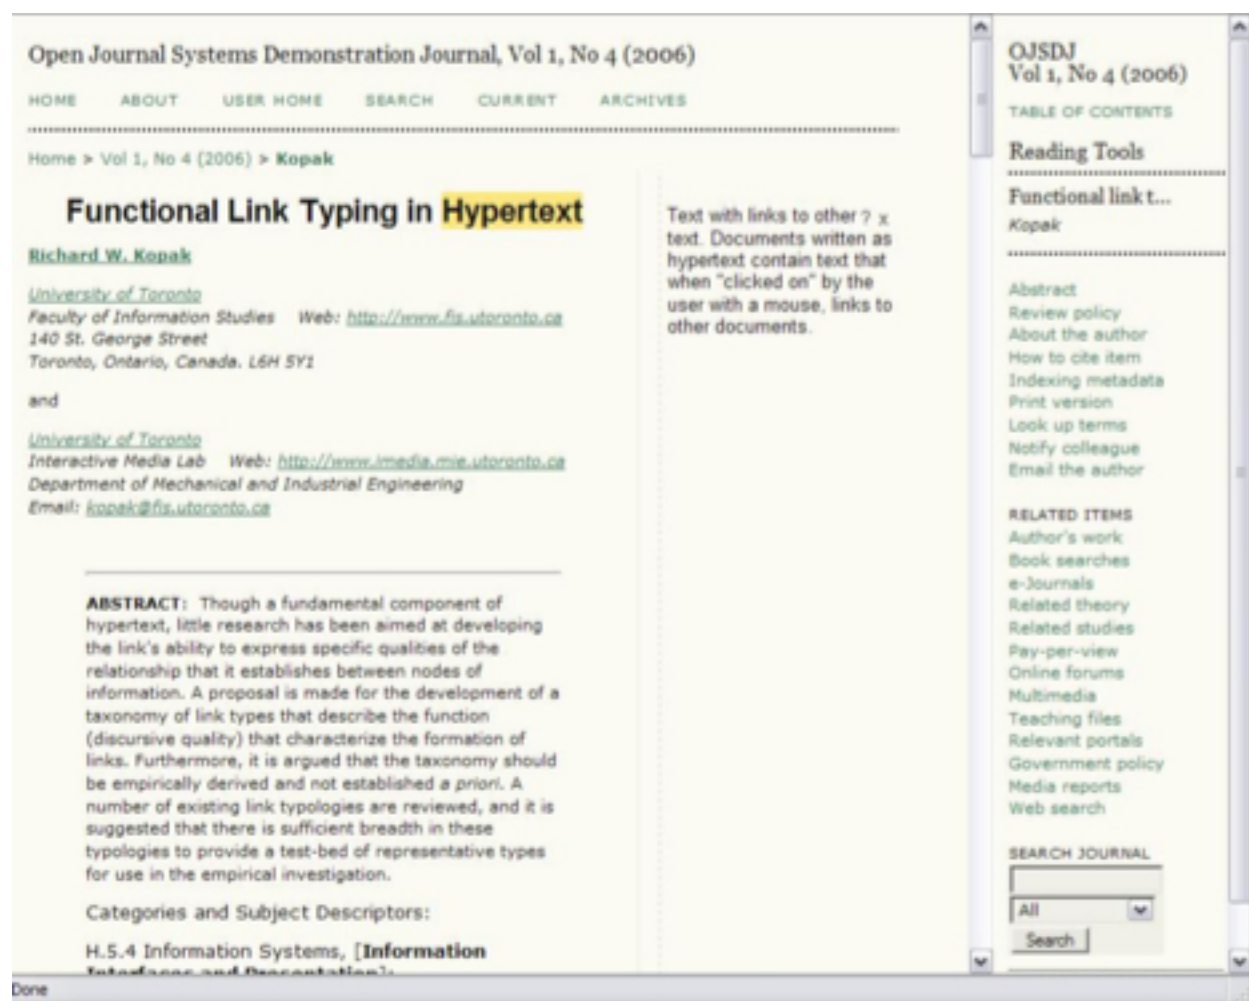 Open Journal Systems Demonstration Journal, Vol 1, No 4 (2006)
HOME ABOUT USER HOME SEARCH CURRENT ARCHIVES
Home > Vol 1, No 4 (2006) > Kopak
Functional Link Typing in Hypertext
Richard W. Kopak
University of Toronto
Faculty of Information Studies Web: http://www.fis.utoronto.ca
140 St. George Street
Toronto, Ontario, Canada. L6H 5Y1
and
University of Toronto
Interactive Media Lab Web: http://www.imedia.mie.utoronto.ca
Department of Mechanical and Industrial Engineering
Email: kopak@fis.utoronto.ca
ABSTRACT: Though a fundamental component of
hypertext, little research has been aimed at developing
the link's ability to express specific qualities of the
relationship that it establishes between nodes of
information. A proposal is made for the development of a
taxonomy of link types that describe the function
(discursive quality) that characterize the formation of
links. Furthermore, it is argued that the taxonomy should
be empirically derived and not established a priori. A
number of existing link typologies are reviewed, and it is
suggested that there is sufficient breadth in these
typologies to provide a test-bed of representative types
for use in the empirical investigation.
Categories and Subject Descriptors:
H.5.4 Information Systems, [Information
Interfaces and Presentation]:
Text with links to other ? x
text. Documents written as
hypertext contain text that
when "clicked on" by the
user with a mouse, links to
other documents.
OJSDJ
Vol 1, No 4 (2006)
TABLE OF CONTENTS
Reading Tools
Functional link t...
Kopak
Abstract
Review policy
About the author
How to cite item
Indexing metadata
Print version
Look up terms
Notify colleague
Email the author
RELATED ITEMS
Author's work
Book searches
e-Journals
Related theory
Related studies
Pay-per-view
Online forums
Multimedia
Teaching files
Relevant portals
Government policy
Media reports
Web search
SEARCH JOURNAL
All
Search
Done